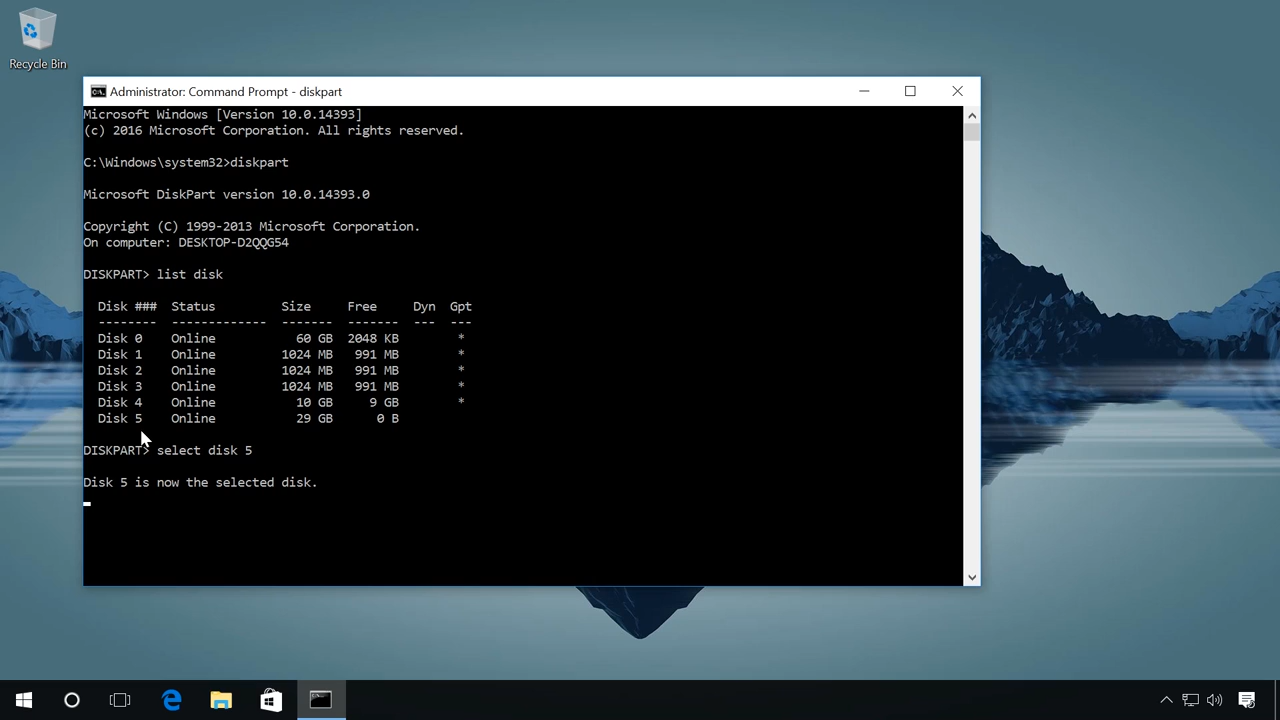 Recycle Bin
Administrator: Command Prompt - diskpart
Microsoft Windows [Version 10.0.14393]
(c) 2016 Microsoft Corporation. All rights reserved.
C:\Windows\system32>diskpart
Microsoft DiskPart version 10.0.14393.0
Copyright (C) 1999-2013 Microsoft Corporation.
On computer: DESKTOP-D2QQG54
DISKPART> list disk
  Disk ###  Status         Size     Free     Dyn  Gpt
  --------  -------------  -------  -------  ---  ---
  Disk 0    Online           60 GB  2048 KB        *
  Disk 1    Online         1024 MB   991 MB        *
  Disk 2    Online         1024 MB   991 MB        *
  Disk 3    Online         1024 MB   991 MB        *
  Disk 4    Online           10 GB     9 GB        *
  Disk 5    Online           29 GB      0 B
DISKPART> select disk 5
Disk 5 is now the selected disk.